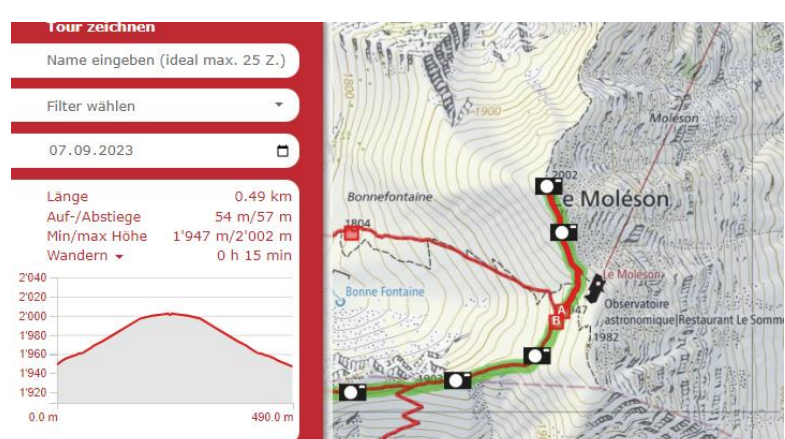 Tour zeichnen
Name eingeben (ideal max. 25 Z.)
Filter wählen
07.09.2023
Länge 0.49 km
Auf-/Abstiege 54 m/57 m
Min/max Höhe 1'947 m/2'002 m
Wandern 0 h 15 min
2'040
2'020
2'000
1'980
1'960
1'940
1'920
0.0 m 490.0 m
1800
1900
Moléson
2002
Bonnefontaine
e Moléson
1804
Le Moléson
Bonne Fontaine
A
947
B
Observatoire
astronomique|Restaurant Le Somme
1982